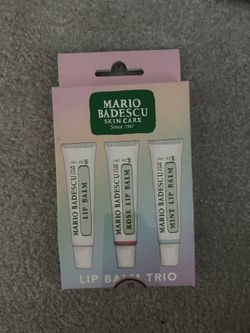 MARIO
BADESCU
SKIN CARE
Since 1967
MARIO BADESCU
LIP BALM
MARIO BADESCU
ROSE LIP BALM
MARIO BADESCU
MINT LIP BALM
LIP BALM TRIO